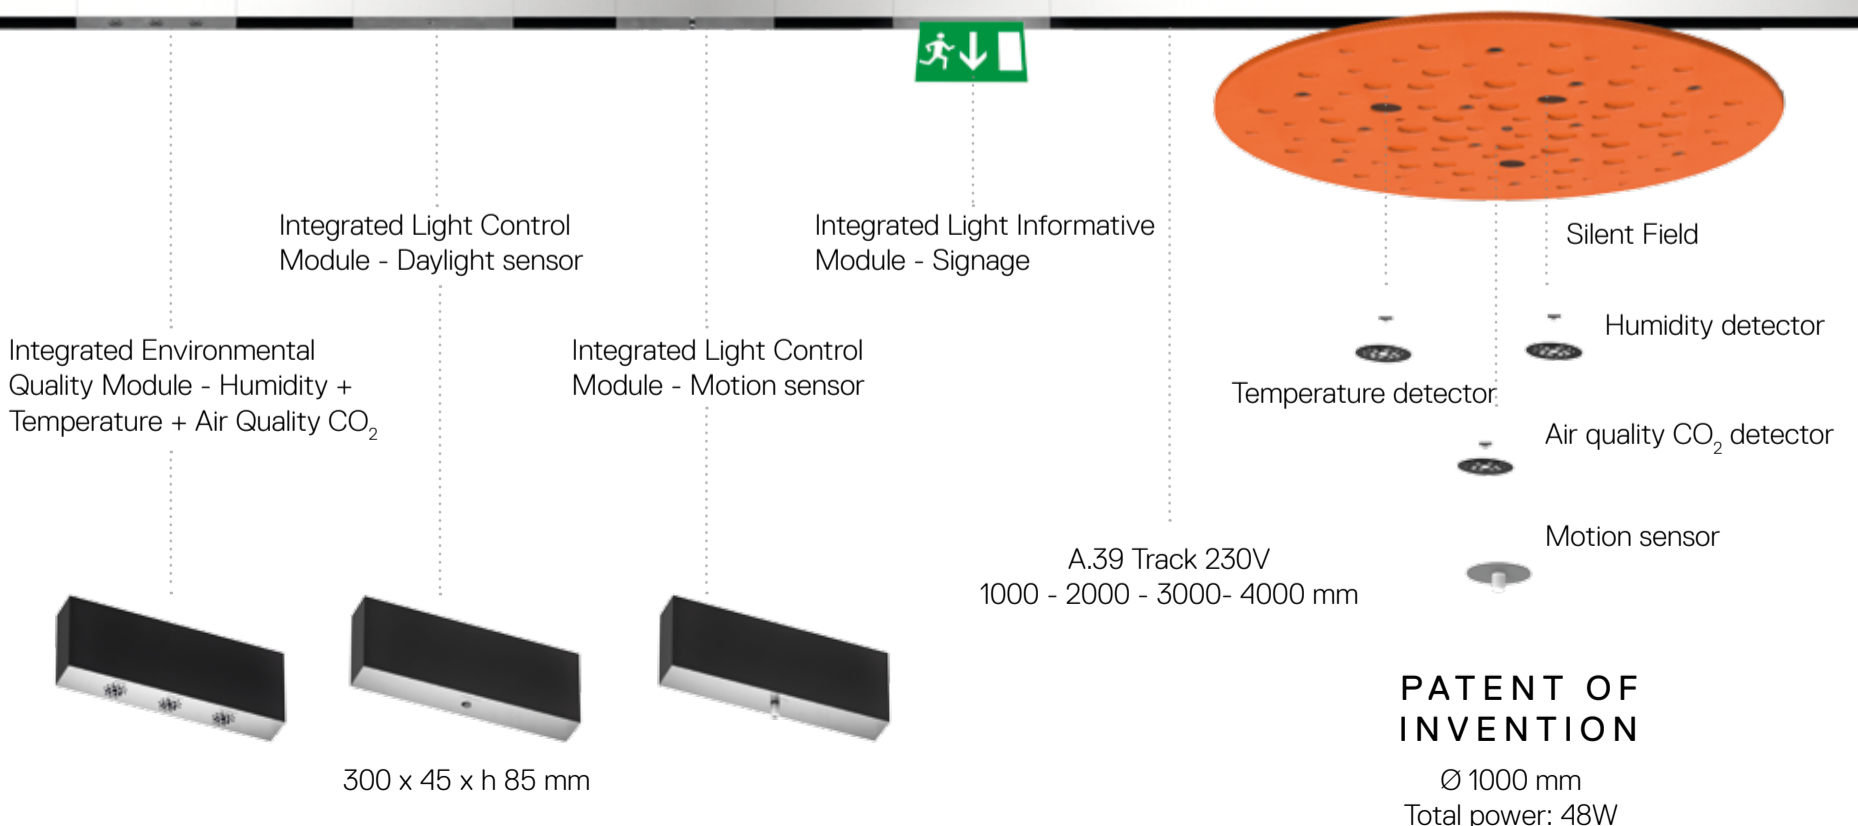 Integrated Light Control
Module - Daylight sensor
Integrated Light Informative
Module - Signage
Silent Field
Integrated Environmental
Quality Module - Humidity +
Temperature + Air Quality CO₂
Integrated Light Control
Module - Motion sensor
Humidity detector
Temperature detector
Air quality CO₂ detector
Motion sensor
A.39 Track 230V
1000 - 2000 - 3000- 4000 mm
PATENT OF
INVENTION
300 x 45 x h 85 mm
Ø 1000 mm
Total power: 48W